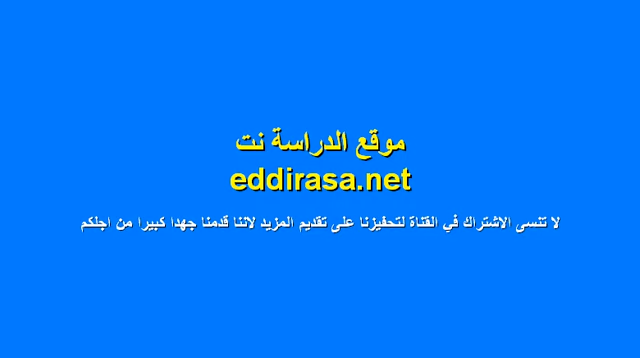 موقع الدراسة نت
eddirasa.net
لا تنسى الاشتراك في القناة لتحفيزنا على تقديم المزيد لاننا قدمنا جهدا كبيرا من اجلكم